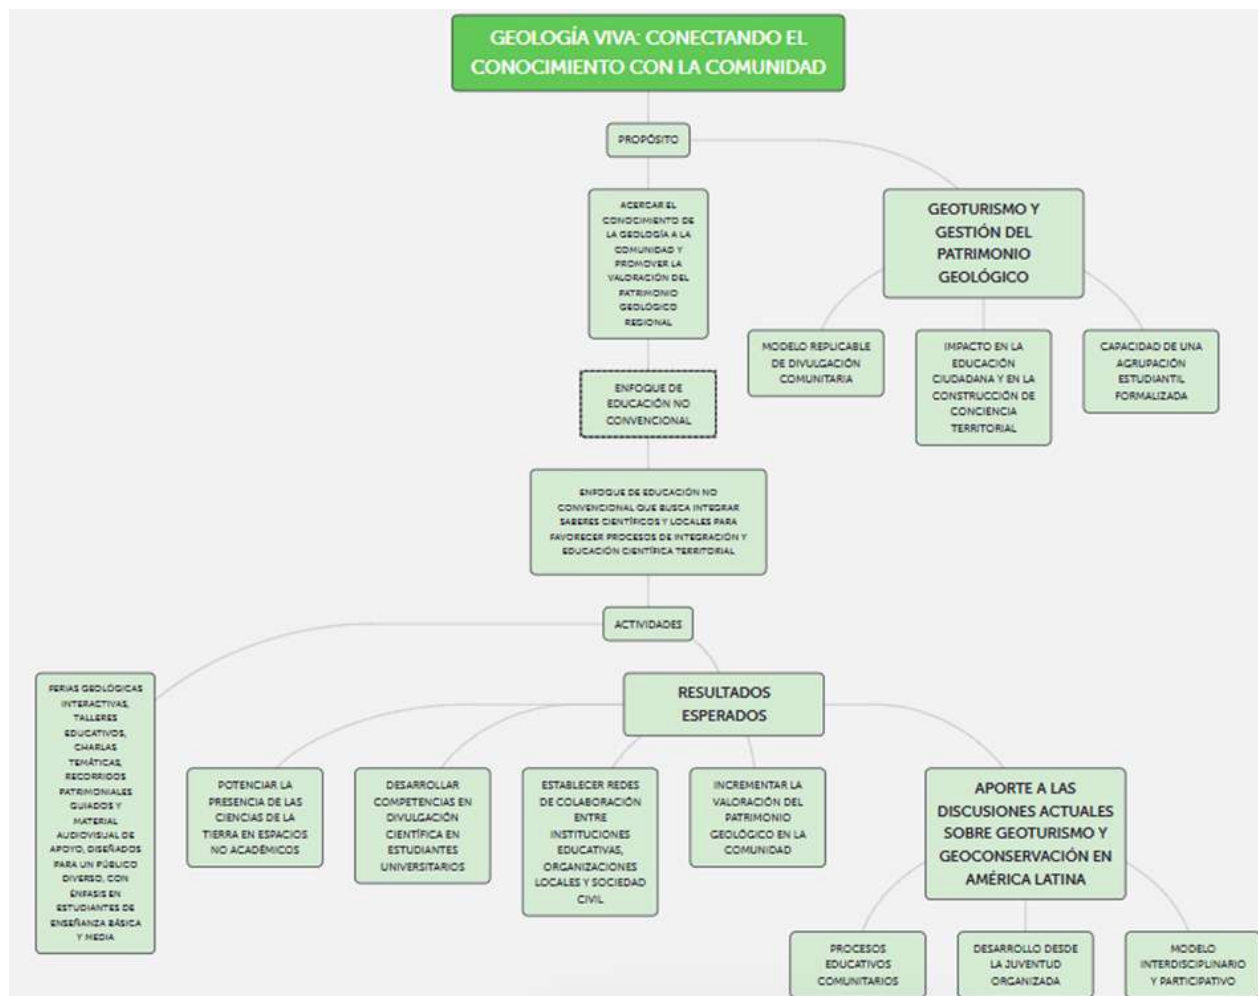 GEOLOGÍA VIVA: CONECTANDO EL
CONOCIMIENTO CON LA COMUNIDAD
PROPÓSITO
ACERCAR EL
CONOCIMIENTO DE
LA GEOLOGÍA A LA
COMUNIDAD Y
PROMOVER LA
VALORACIÓN DEL
PATRIMONIO
GEOLÓGICO
REGIONAL
GEOTURISMO Y
GESTIÓN DEL
PATRIMONIO
GEOLÓGICO
MODELO REPLICABLE
DE DIVULGACIÓN
COMUNITARIA
IMPACTO EN LA
EDUCACIÓN
CIUDADANA Y EN LA
CONSTRUCCIÓN DE
CONCIENCIA
TERRITORIAL
CAPACIDAD DE UNA
AGRUPACIÓN
ESTUDIANTIL
FORMALIZADA
ENFOQUE DE
EDUCACIÓN NO
CONVENCIONAL
ENFOQUE DE EDUCACIÓN NO
CONVENCIONAL QUE BUSCA INTEGRAR
SABERES CIENTÍFICOS Y LOCALES PARA
FAVORECER PROCESOS DE INTEGRACIÓN Y
EDUCACIÓN CIENTÍFICA TERRITORIAL
ACTIVIDADES
FERIAS GEOLÓGICAS
INTERACTIVAS,
TALLERES
EDUCATIVOS,
CHARLAS
TEMÁTICAS,
RECORRIDOS
PATRIMONIALES
GUIADOS Y
MATERIAL
AUDIOVISUAL DE
APOYO, DISEÑADOS
PARA UN PÚBLICO
DIVERSO, CON
ÉNFASIS EN
ESTUDIANTES DE
ENSEÑANZA BÁSICA
Y MEDIA
RESULTADOS
ESPERADOS
POTENCIAR LA
PRESENCIA DE LAS
CIENCIAS DE LA
TIERRA EN ESPACIOS
NO ACADÉMICOS
DESARROLLAR
COMPETENCIAS EN
DIVULGACIÓN
CIENTÍFICA EN
ESTUDIANTES
UNIVERSITARIOS
ESTABLECER REDES
DE COLABORACIÓN
ENTRE
INSTITUCIONES
EDUCATIVAS,
ORGANIZACIONES
LOCALES Y SOCIEDAD
CIVIL
INCREMENTAR LA
VALORACIÓN DEL
PATRIMONIO
GEOLÓGICO EN LA
COMUNIDAD
APORTE A LAS
DISCUSIONES ACTUALES
SOBRE GEOTURISMO Y
GEOCONSERVACIÓN EN
AMÉRICA LATINA
PROCESOS
EDUCATIVOS
COMUNITARIOS
DESARROLLO DESDE
LA JUVENTUD
ORGANIZADA
MODELO
INTERDISCIPLINARIO
Y PARTICIPATIVO